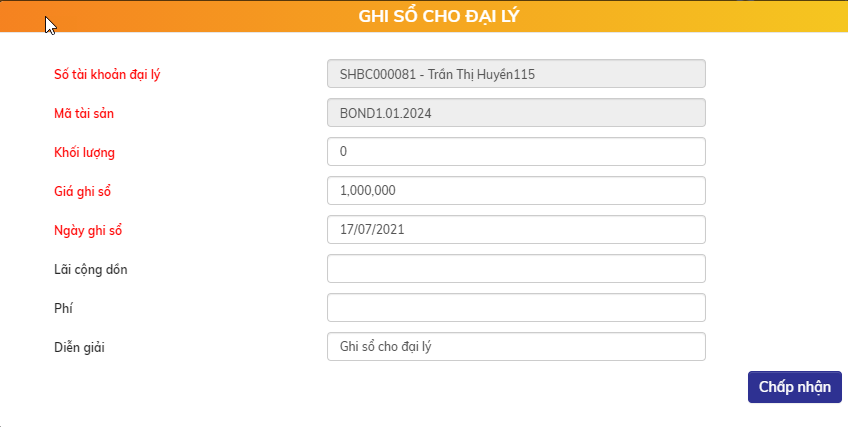 GHI SỔ CHO ĐẠI LÝ
Số tài khoản đại lý SHBC000081 - Trần Thị Huyền115
Mã tài sản BOND1.01.2024
Khối lượng 0
Giá ghi sổ 1,000,000
Ngày ghi sổ 17/07/2021
Lãi cộng dồn
Phí
Diễn giải Ghi sổ cho đại lý
Chấp nhận